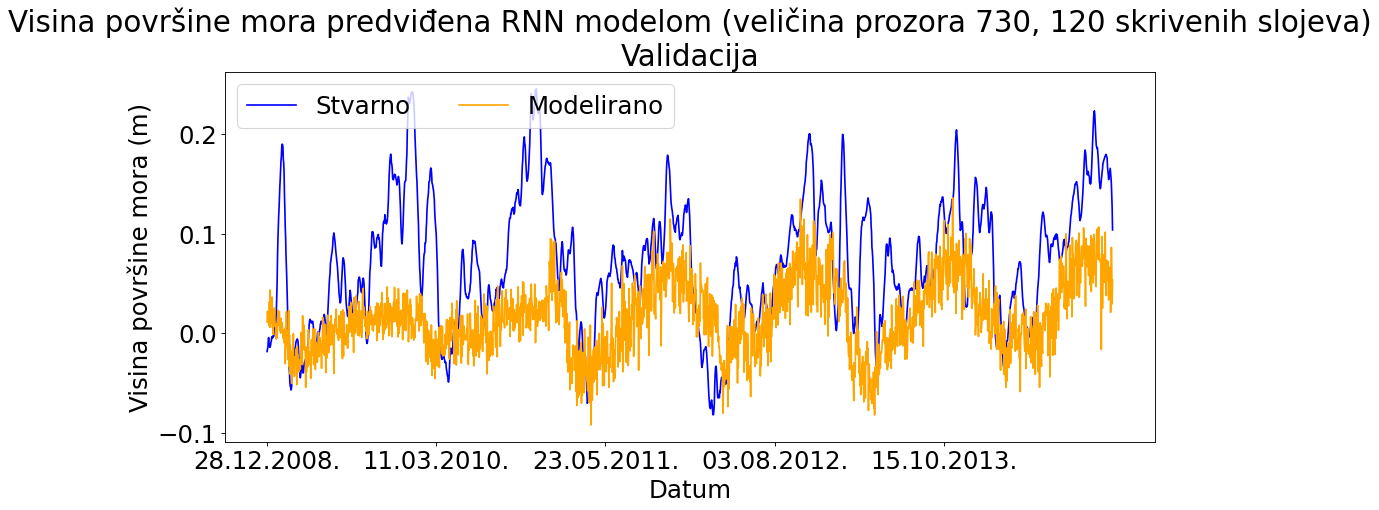 Visina površine mora predviđena RNN modelom (veličina prozora 730, 120 skrivenih slojeva)
Validacija
Stvarno Modelirano
Visina površine mora (m)
0.2
0.1
0.0
−0.1
28.12.2008. 11.03.2010. 23.05.2011. 03.08.2012. 15.10.2013.
Datum